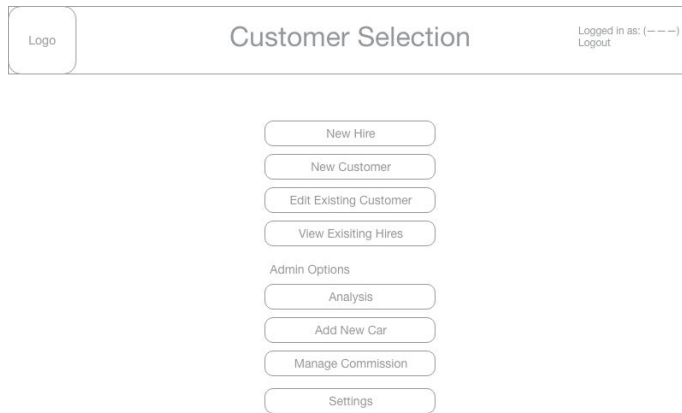 Logo
Customer Selection
Logged in as: (———)
Logout
New Hire
New Customer
Edit Existing Customer
View Exisiting Hires
Admin Options
Analysis
Add New Car
Manage Commission
Settings